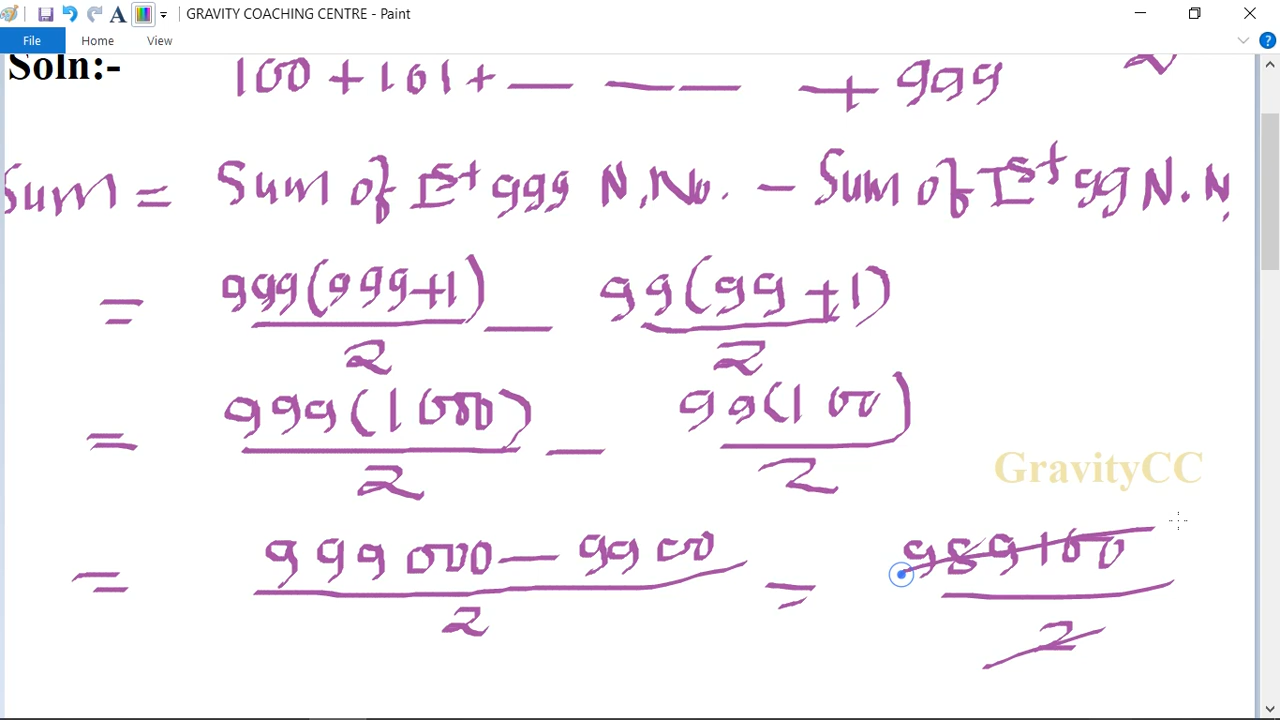 GRAVITY COACHING CENTRE - Paint
File Home View
Soln:- 100 + 101 + — — — + 999
Sum = Sum of Ist 999 N.No. — Sum of Ist 99 N.N.
= 999(999+1)/2 — 99(99+1)/2
= 999(1000)/2 — 99(100)/2
GravityCC
= 999000 — 9900/2 = 989100/2